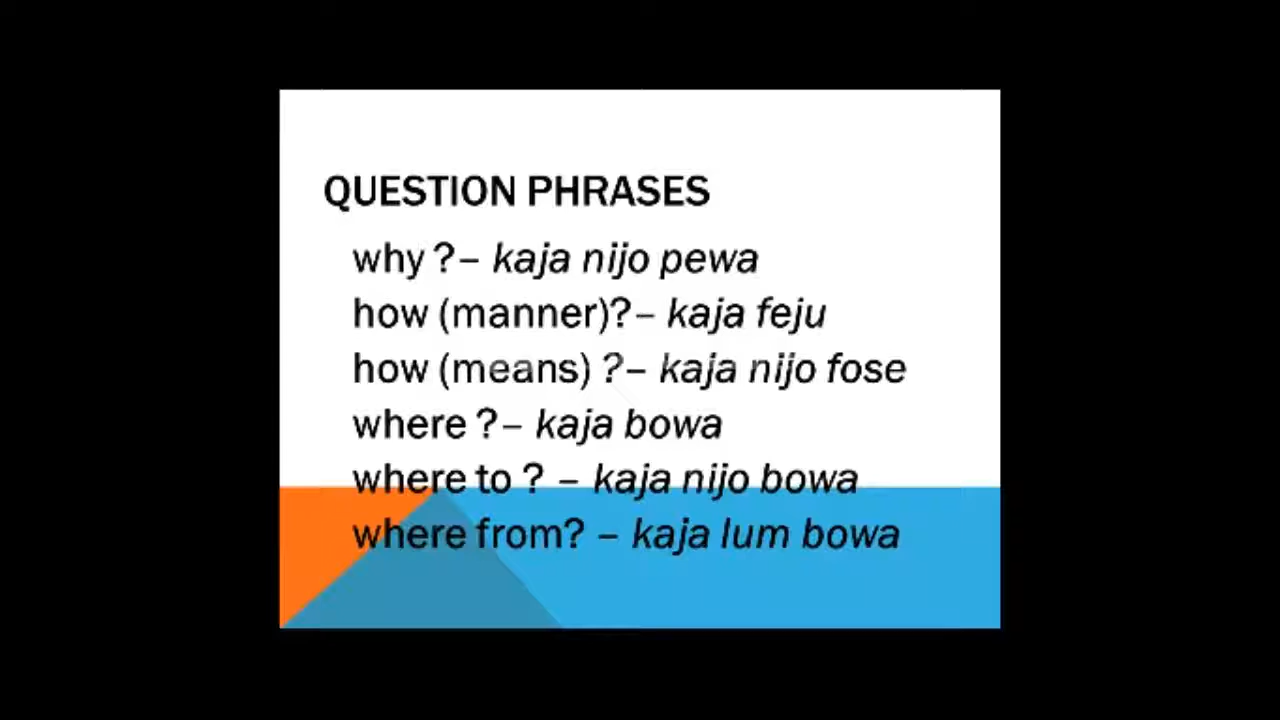 QUESTION PHRASES
why ?– kaja nijo pewa
how (manner)?– kaja feju
how (means) ?– kaja nijo fose
where ?– kaja bowa
where to ? – kaja nijo bowa
where from? – kaja lum bowa